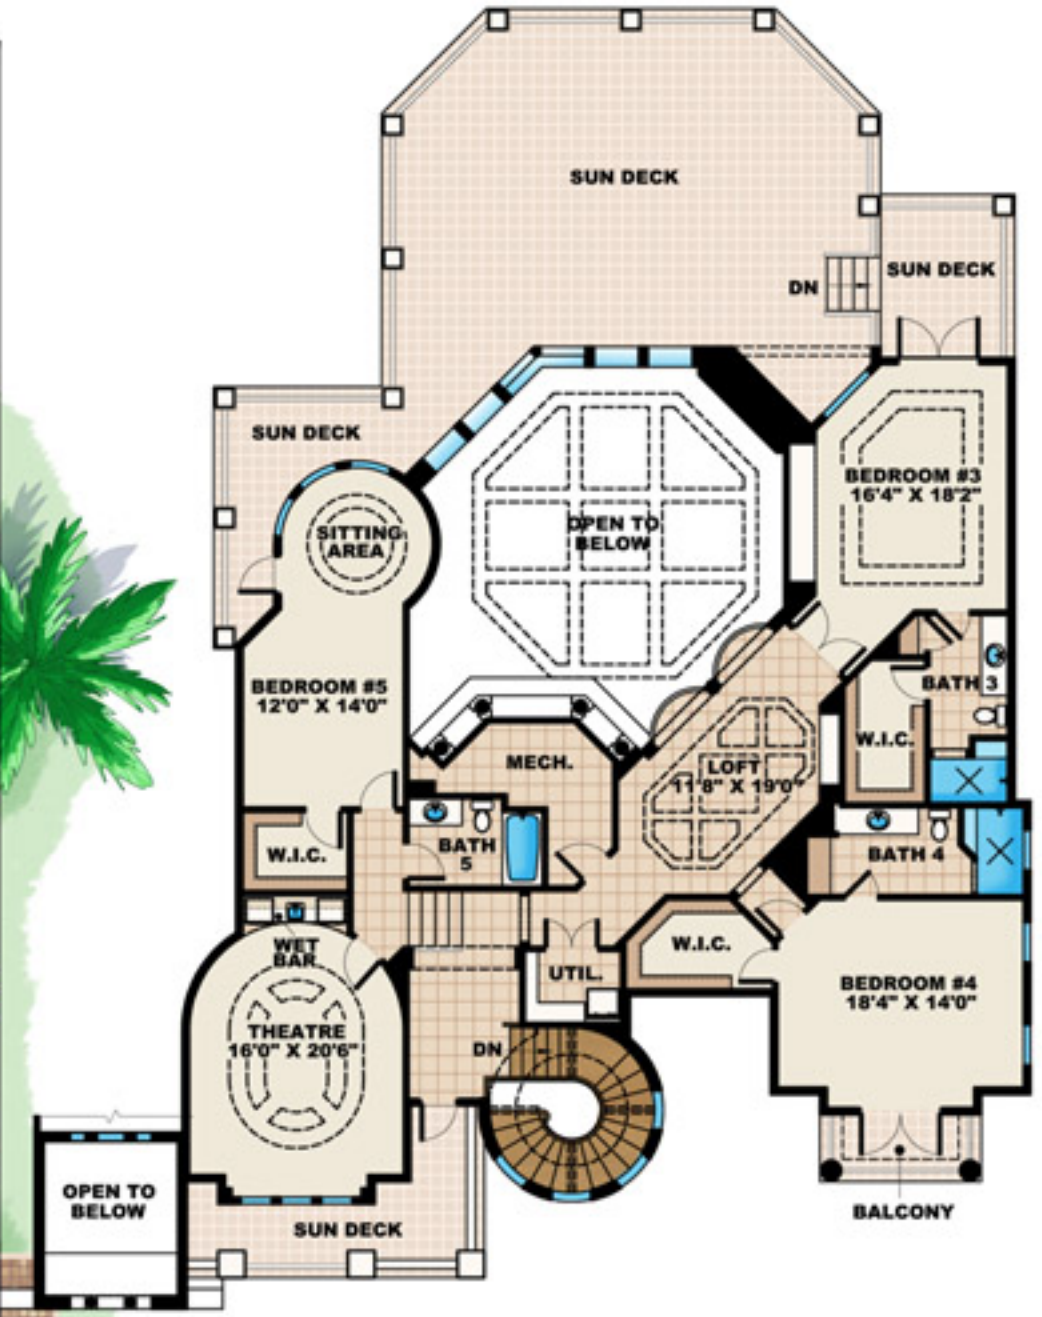 SUN DECK
SUN DECK
DN
SUN DECK
BEDROOM #3
16'4" X 18'2"
OPEN TO
BELOW
SITTING
AREA
BEDROOM #5
12'0" X 14'0"
BATH 3
W.I.C.
MECH.
LOFT
11'8" X 19'0"
BATH
5
W.I.C.
BATH 4
WET
BAR
W.I.C.
UTIL.
BEDROOM #4
18'4" X 14'0"
THEATRE
16'0" X 20'6"
DN
OPEN TO
BELOW
SUN DECK
BALCONY